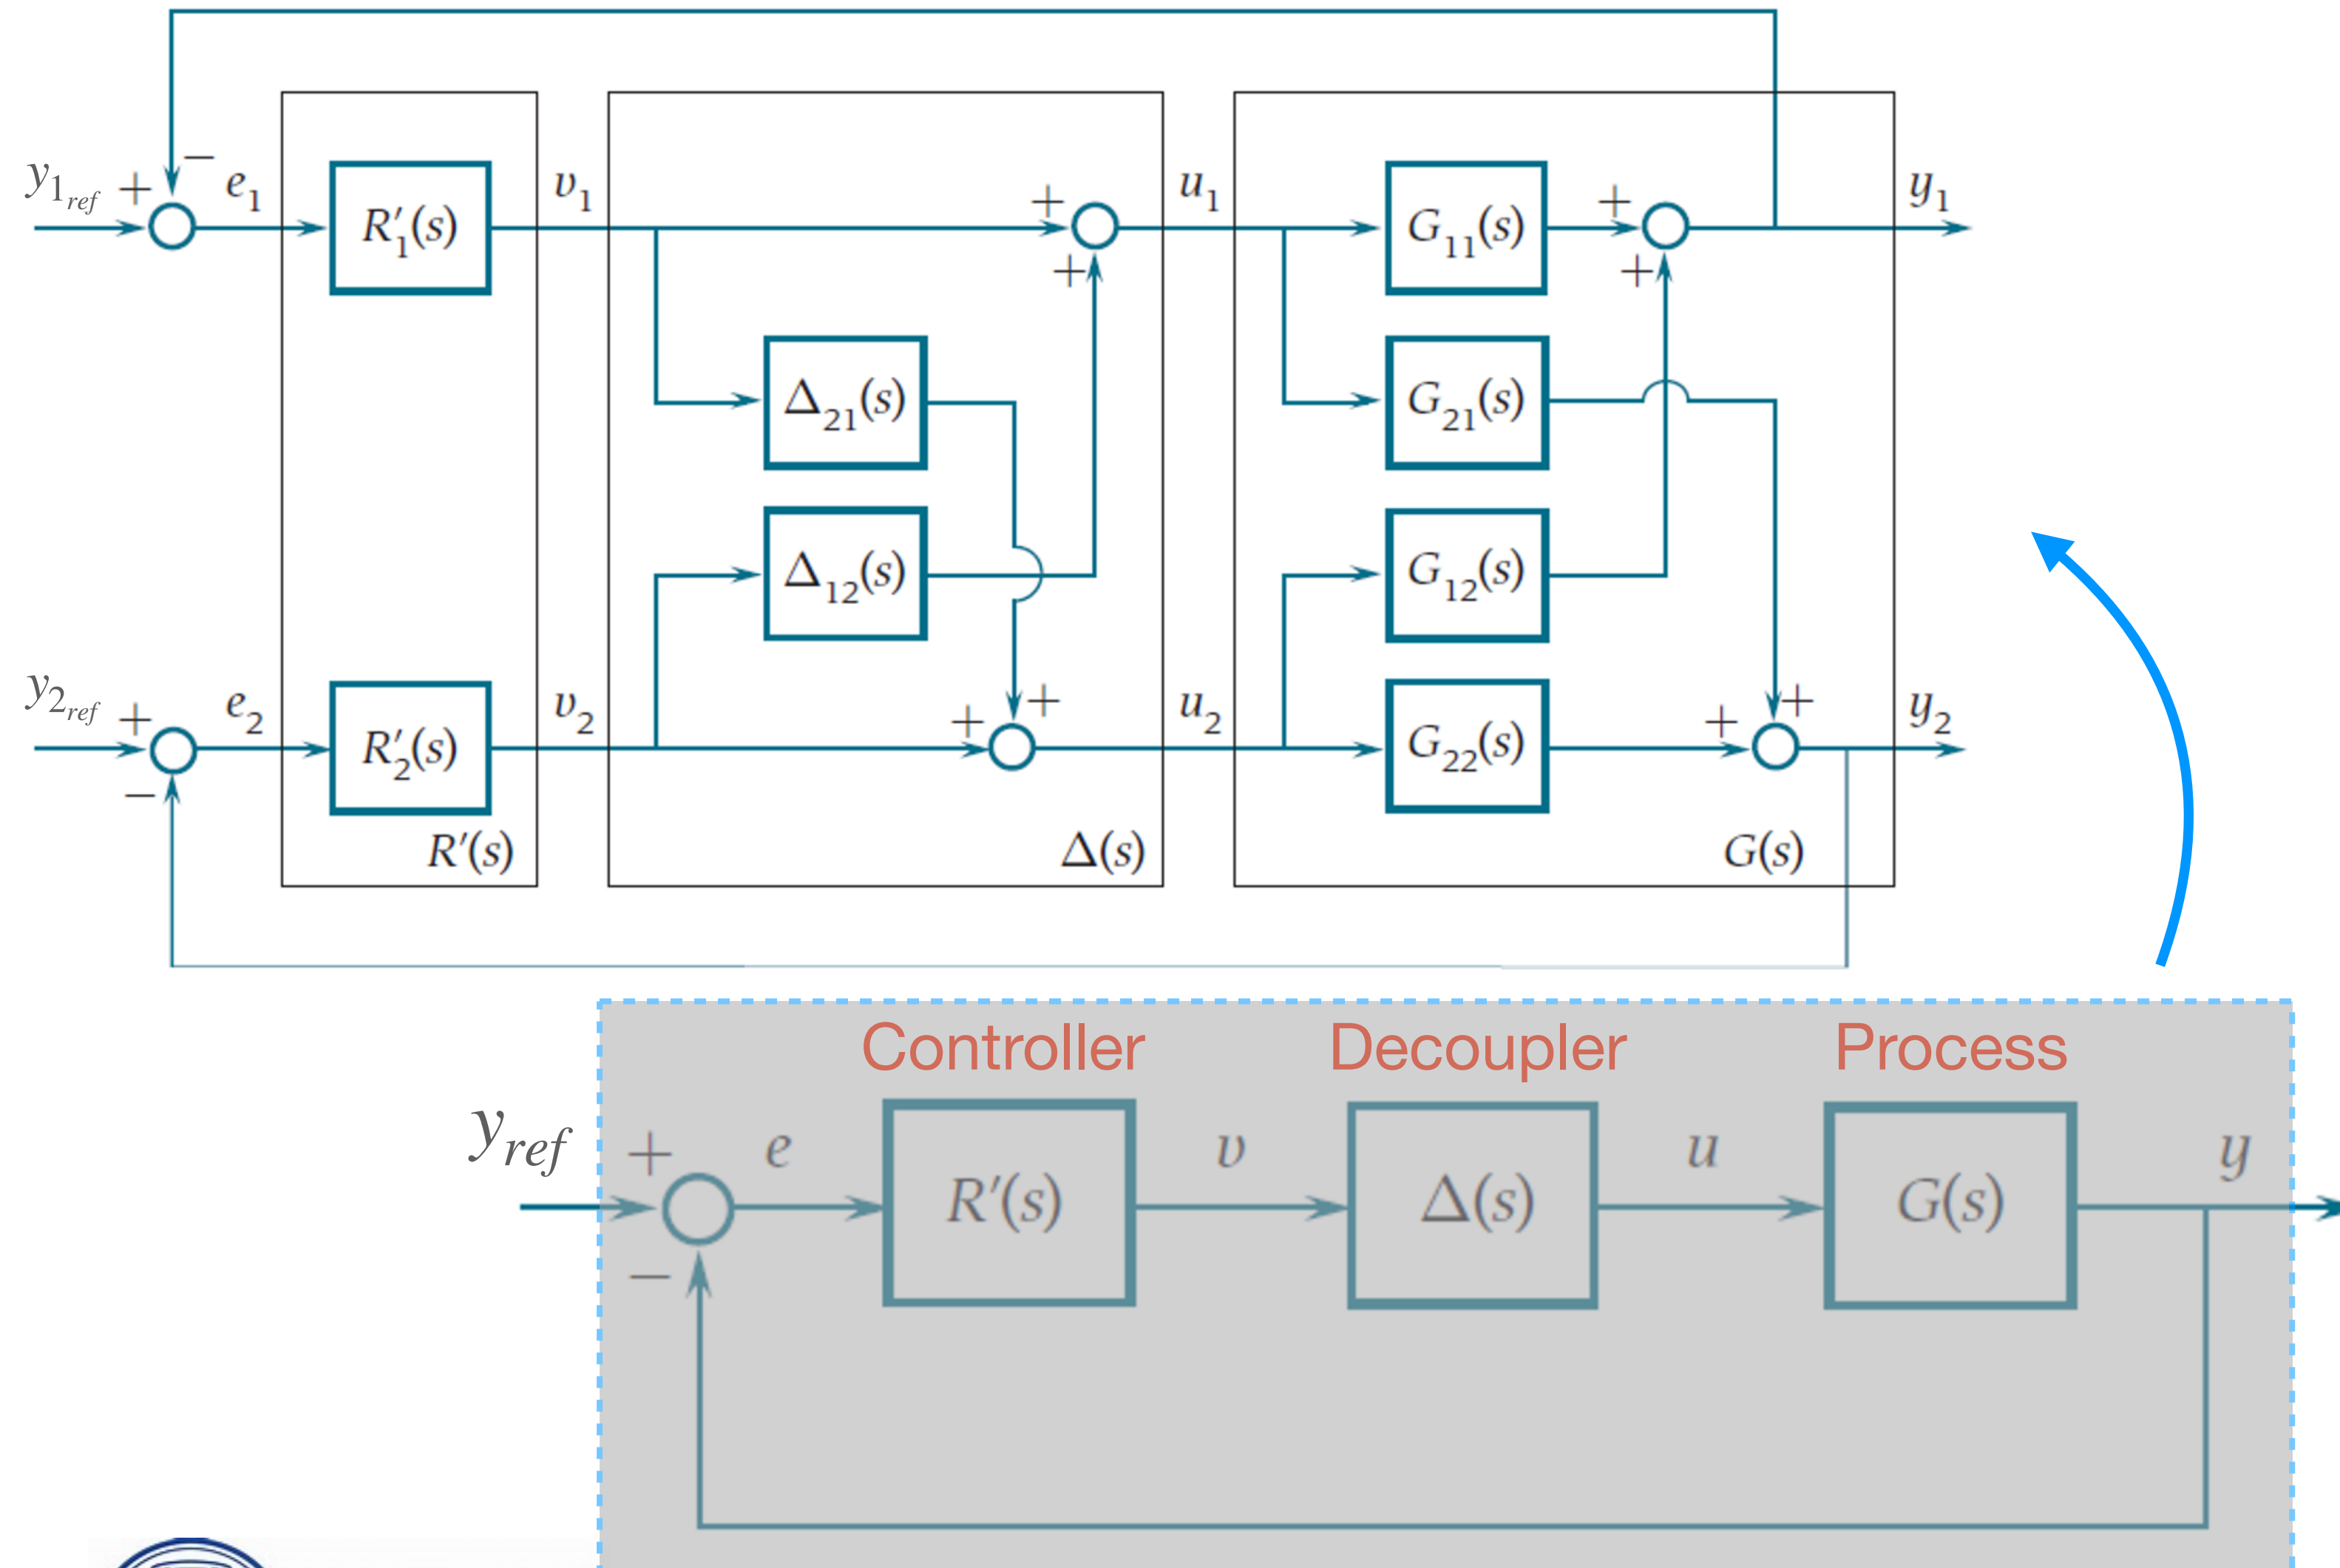 y1ref + − e1 R′1(s) v1 + + u1 G11(s) + + y1
Δ21(s) G21(s)
Δ12(s) G12(s)
y2ref + − e2 R′2(s) v2 + + u2 G22(s) + + y2
R′(s) Δ(s) G(s)
Controller Decoupler Process
yref + − e R′(s) v Δ(s) u G(s) y